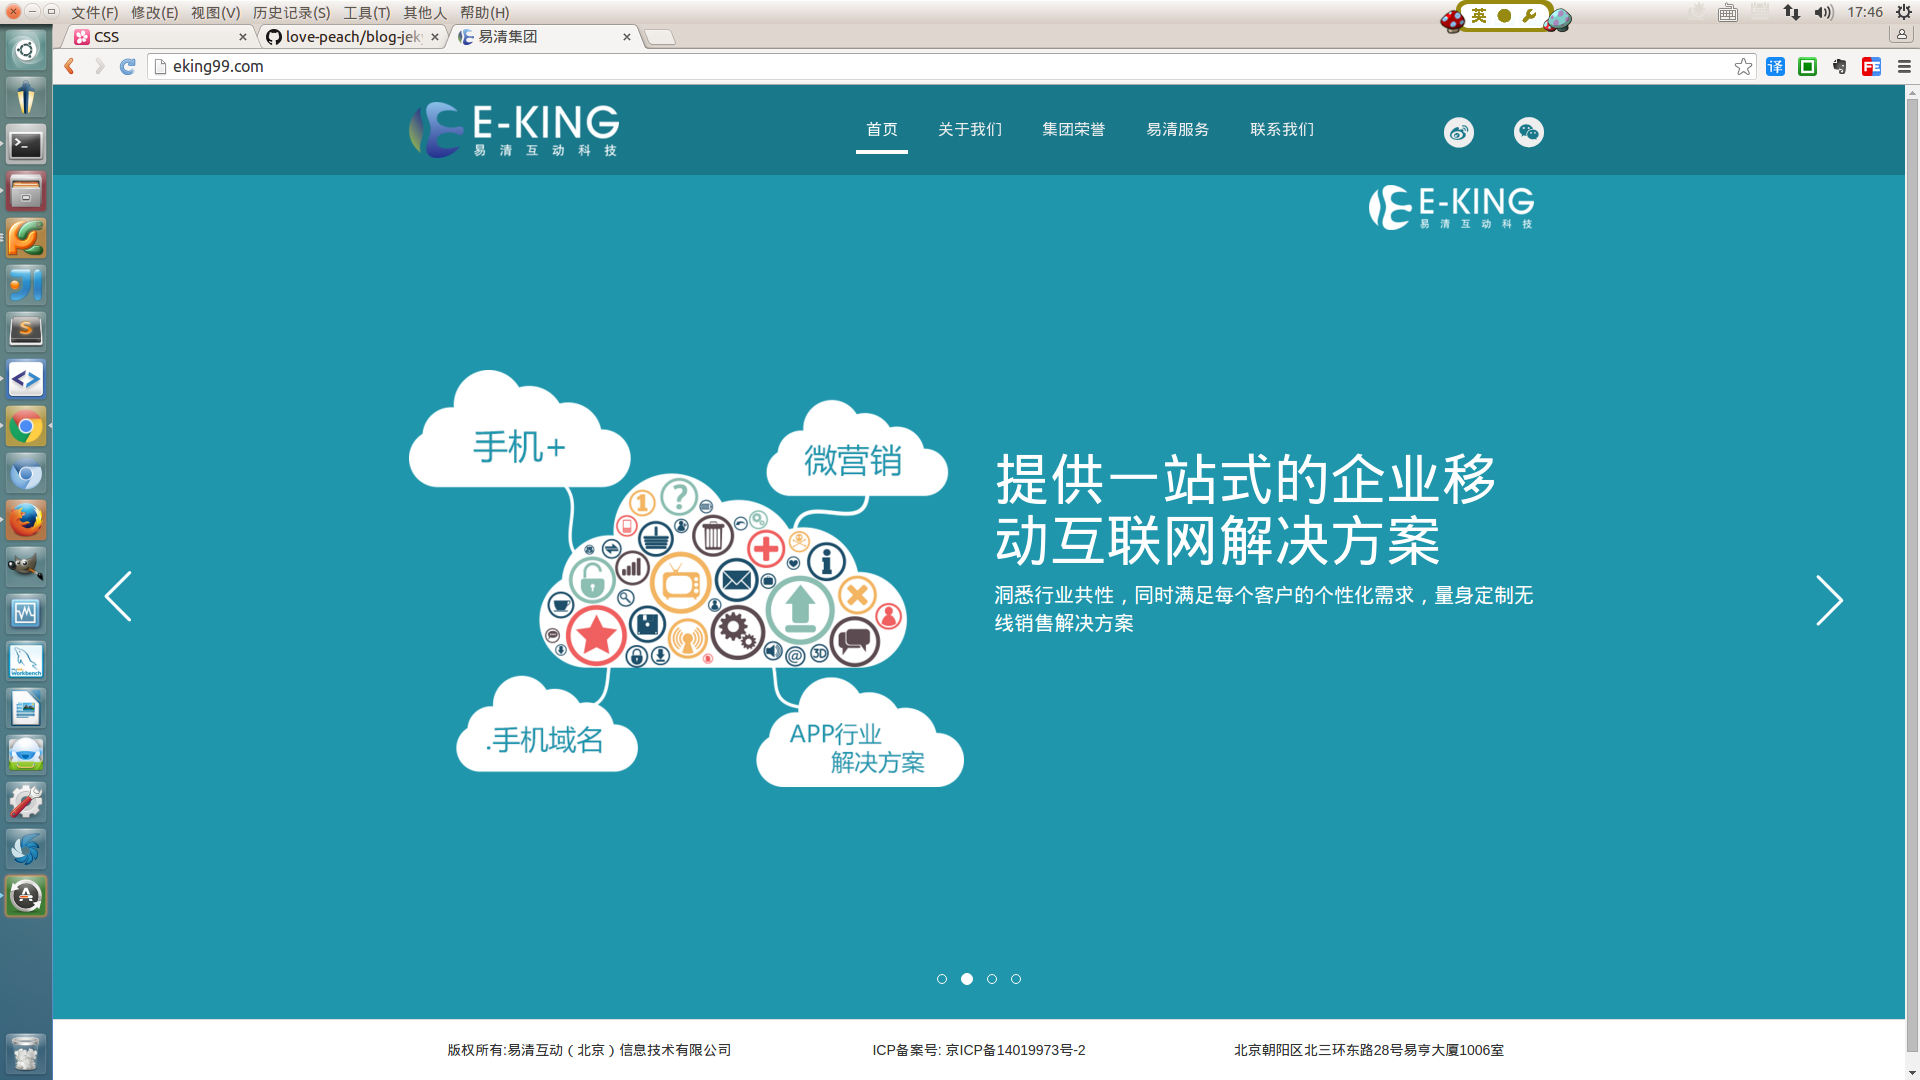 文件(F) 修改(E) 视图(V) 历史记录(S) 工具(T) 其他人 帮助(H)
英
17:46
CSS
love-peach/blog-jek
易清集团
eking99.com
译
FE
E-KING
易清互动科技
首页
关于我们
集团荣誉
易清服务
联系我们
E-KING
易清互动科技
手机+
微营销
提供一站式的企业移
动互联网解决方案
洞悉行业共性，同时满足每个客户的个性化需求，量身定制无
线销售解决方案
1
?
i
@
3D
.手机域名
APP行业
解决方案
版权所有:易清互动（北京）信息技术有限公司
ICP备案号: 京ICP备14019973号-2
北京朝阳区北三环东路28号易亨大厦1006室